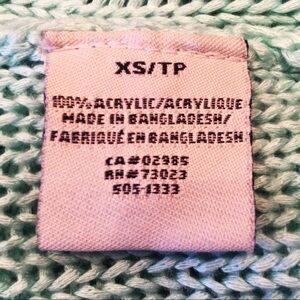 XS/TP
100% ACRYLIC/ACRYLIQUE
MADE IN BANGLADESH/
FABRIQUÉ EN BANGLADESH
CA#02985
RN#73023
505-1333